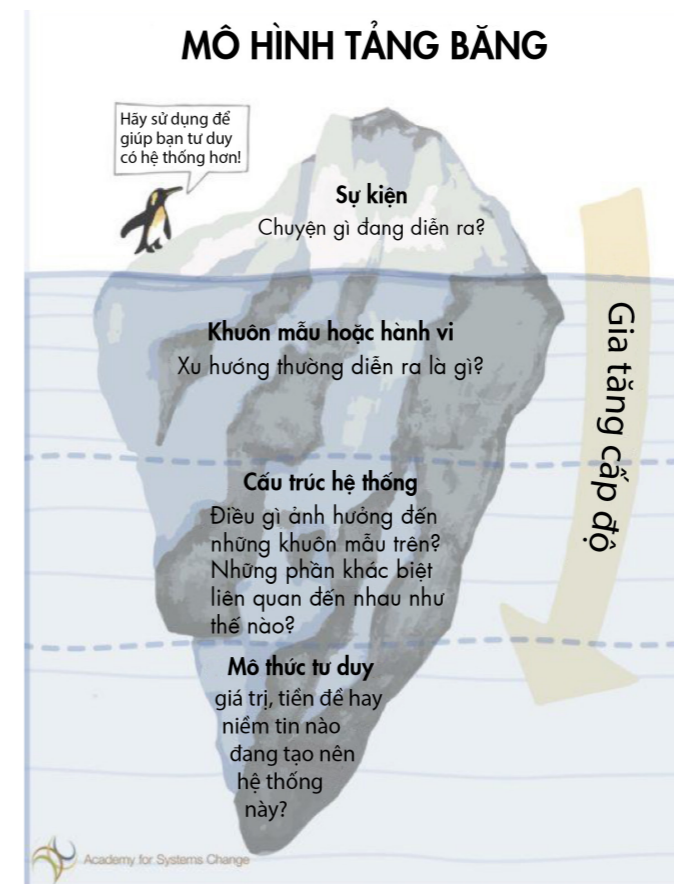 MÔ HÌNH TẢNG BĂNG
Hãy sử dụng để
giúp bạn tư duy
có hệ thống hơn!
Sự kiện
Chuyện gì đang diễn ra?
Khuôn mẫu hoặc hành vi
Xu hướng thường diễn ra là gì?
Gia tăng cấp độ
Cấu trúc hệ thống
Điều gì ảnh hưởng đến
những khuôn mẫu trên?
Những phần khác biệt
liên quan đến nhau như
thế nào?
Mô thức tư duy
giá trị, tiền đề hay
niềm tin nào
đang tạo nên
hệ thống
này?
Academy for Systems Change